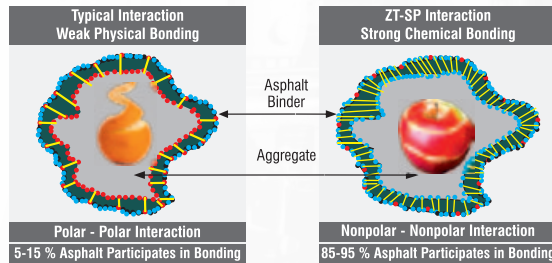 Typical Interaction
Weak Physical Bonding
ZT-SP Interaction
Strong Chemical Bonding
Asphalt
Binder
Aggregate
Polar - Polar Interaction
5-15 % Asphalt Participates in Bonding
Nonpolar - Nonpolar Interaction
85-95 % Asphalt Participates in Bonding